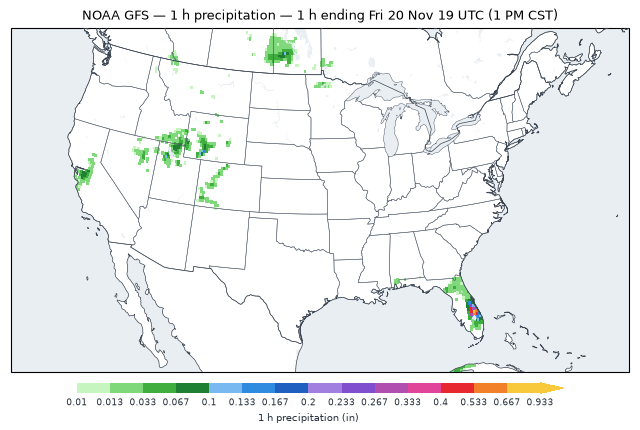 NOAA GFS — 1 h precipitation — 1 h ending Fri 20 Nov 19 UTC (1 PM CST)
0.01 0.013 0.033 0.067 0.1 0.133 0.167 0.2 0.233 0.267 0.333 0.4 0.533 0.667 0.933
1 h precipitation (in)